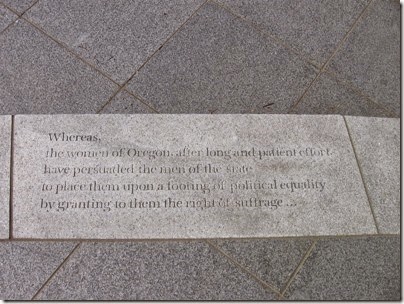 Whereas,
the women of Oregon, after long and patient effort
have persuaded the men of the state
to place them upon a footing of political equality
by granting to them the right of suffrage ...